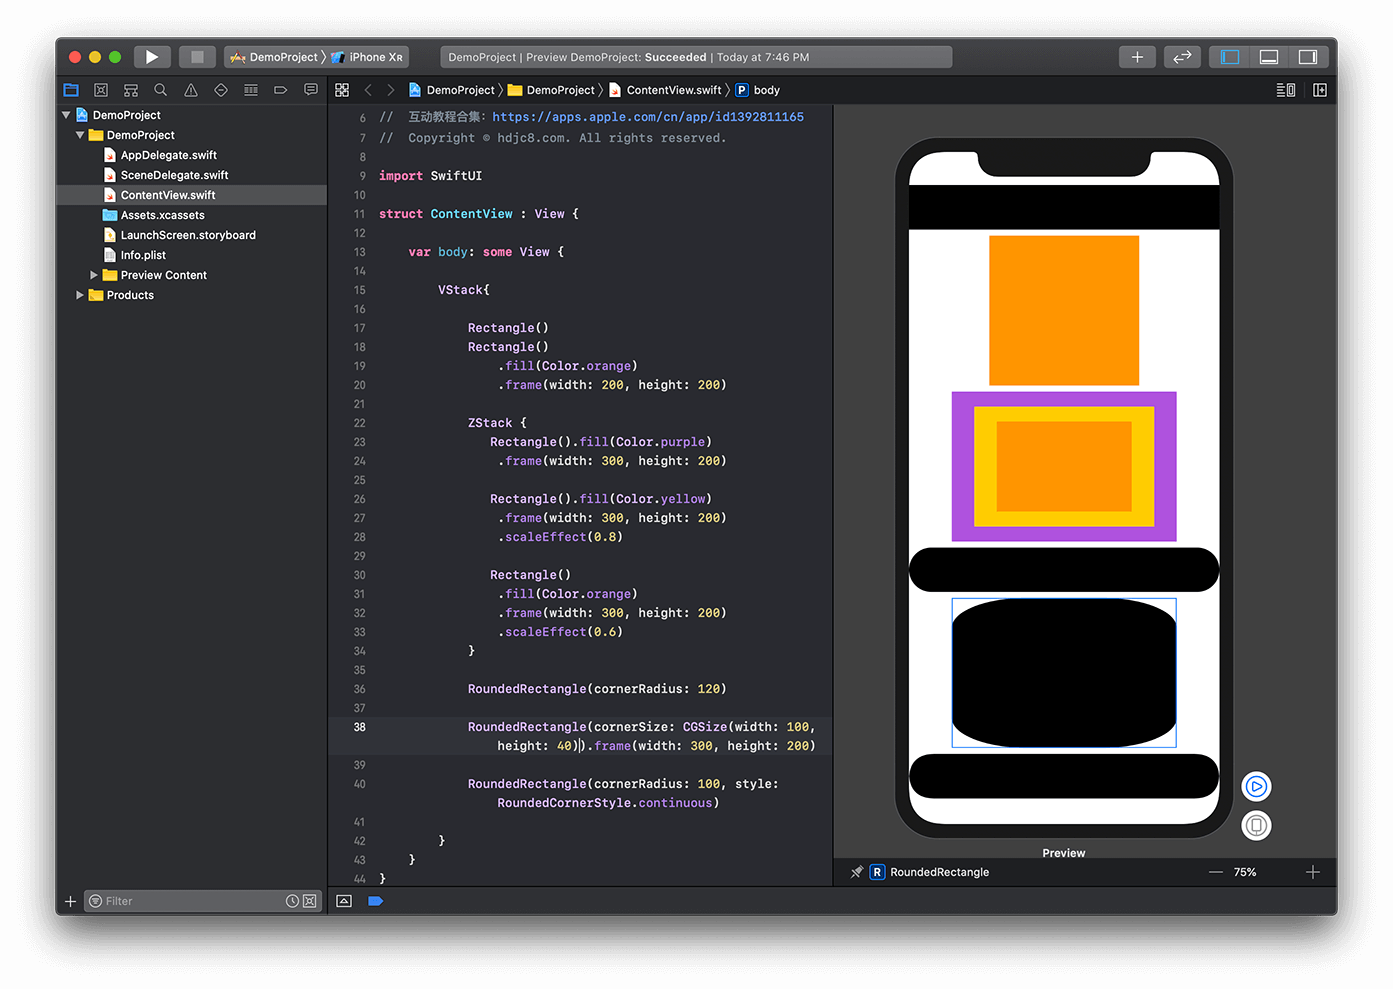 DemoProject 〉 iPhone XR
DemoProject | Preview DemoProject: Succeeded | Today at 7:46 PM
DemoProject 〉 DemoProject 〉 ContentView.swift 〉 P body
DemoProject
DemoProject
AppDelegate.swift
SceneDelegate.swift
ContentView.swift
Assets.xcassets
LaunchScreen.storyboard
Info.plist
Preview Content
Products
6 // 互动教程合集：https://apps.apple.com/cn/app/id1392811165
7 // Copyright © hdjc8.com. All rights reserved.
8
9 import SwiftUI
10
11 struct ContentView : View {
12
13 var body: some View {
14
15 VStack{
16
17 Rectangle()
18 Rectangle()
19 .fill(Color.orange)
20 .frame(width: 200, height: 200)
21
22 ZStack {
23 Rectangle().fill(Color.purple)
24 .frame(width: 300, height: 200)
25
26 Rectangle().fill(Color.yellow)
27 .frame(width: 300, height: 200)
28 .scaleEffect(0.8)
29
30 Rectangle()
31 .fill(Color.orange)
32 .frame(width: 300, height: 200)
33 .scaleEffect(0.6)
34 }
35
36 RoundedRectangle(cornerRadius: 120)
37
38 RoundedRectangle(cornerSize: CGSize(width: 100,
height: 40)).frame(width: 300, height: 200)
39
40 RoundedRectangle(cornerRadius: 100, style:
RoundedCornerStyle.continuous)
41
42 }
43 }
44 }
Preview
R RoundedRectangle
75%
Filter